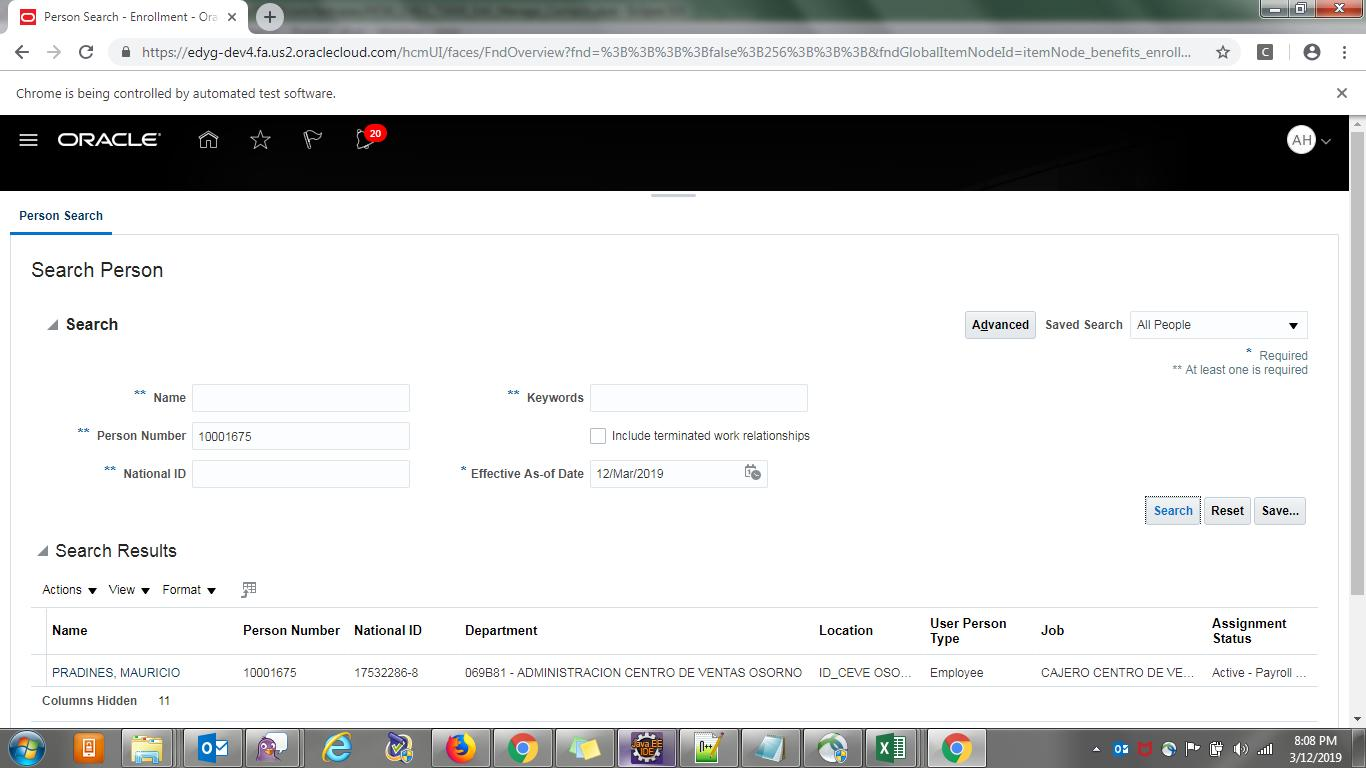 Person Search - Enrollment - Ora
https://edyg-dev4.fa.us2.oraclecloud.com/hcmUI/faces/FndOverview?fnd=%3B%3B%3B%3Bfalse%3B256%3B%3B%3B&fndGlobalItemNodeId=itemNode_benefits_enroll...
C
Chrome is being controlled by automated test software.
ORACLE
20
AH
Person Search
Search Person
Search
Advanced Saved Search All People
* Required
** At least one is required
** Name ** Keywords
** Person Number 10001675 Include terminated work relationships
** National ID * Effective As-of Date 12/Mar/2019
Search Reset Save...
Search Results
Actions View Format
Name Person Number National ID Department Location User Person Type Job Assignment Status
PRADINES, MAURICIO 10001675 17532286-8 069B81 - ADMINISTRACION CENTRO DE VENTAS OSORNO ID_CEVE OSO... Employee CAJERO CENTRO DE VE... Active - Payroll ...
Columns Hidden 11
Java EE
IDE
8:08 PM
3/12/2019